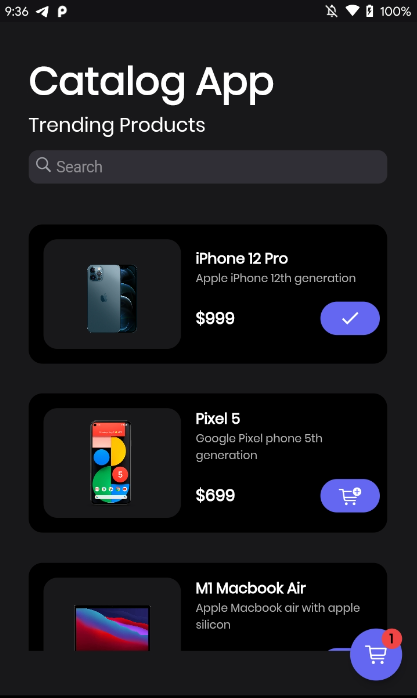 9:36
100%
Catalog App
Trending Products
Search
iPhone 12 Pro
Apple iPhone 12th generation
$999
Pixel 5
Google Pixel phone 5th
generation
5
$699
M1 Macbook Air
Apple Macbook air with apple
silicon
1